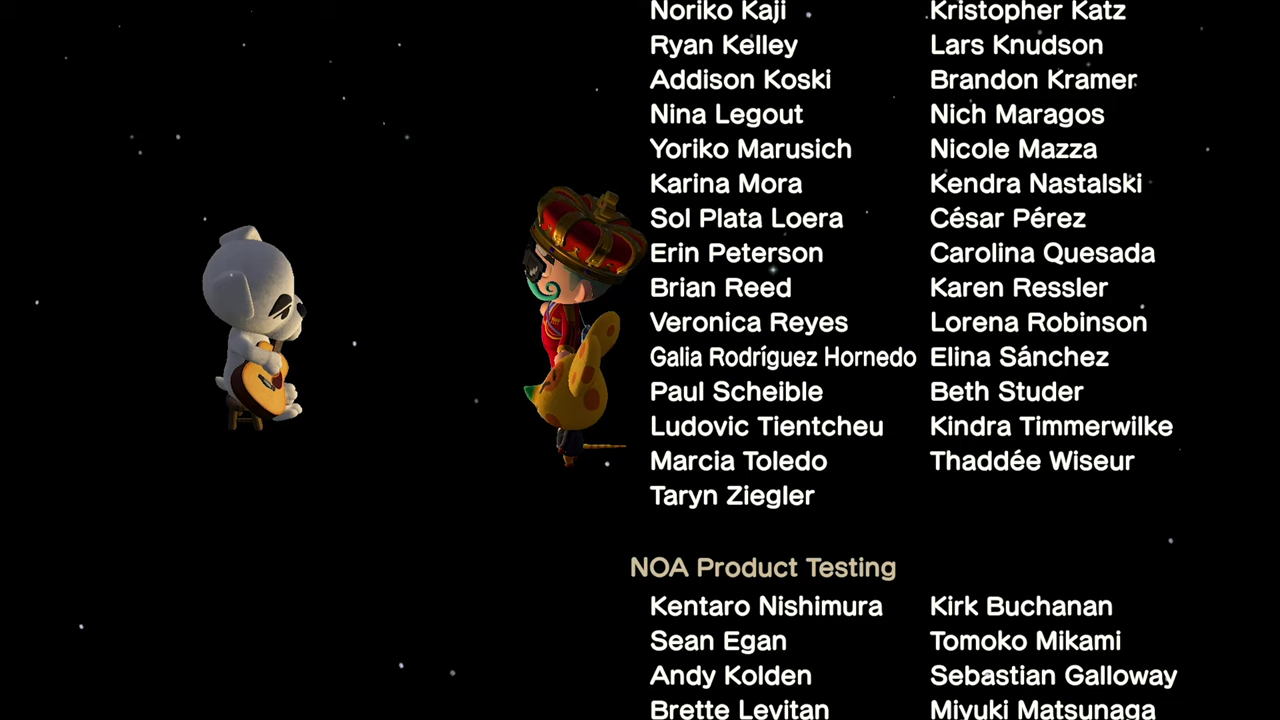 Noriko Kaji Kristopher Katz
Ryan Kelley Lars Knudson
Addison Koski Brandon Kramer
Nina Legout Nich Maragos
Yoriko Marusich Nicole Mazza
Karina Mora Kendra Nastalski
Sol Plata Loera César Pérez
Erin Peterson Carolina Quesada
Brian Reed Karen Ressler
Veronica Reyes Lorena Robinson
Galia Rodríguez Hornedo Elina Sánchez
Paul Scheible Beth Studer
Ludovic Tientcheu Kindra Timmerwilke
Marcia Toledo Thaddée Wiseur
Taryn Ziegler
NOA Product Testing
Kentaro Nishimura Kirk Buchanan
Sean Egan Tomoko Mikami
Andy Kolden Sebastian Galloway
Brette Levitan Miyuki Matsunaga